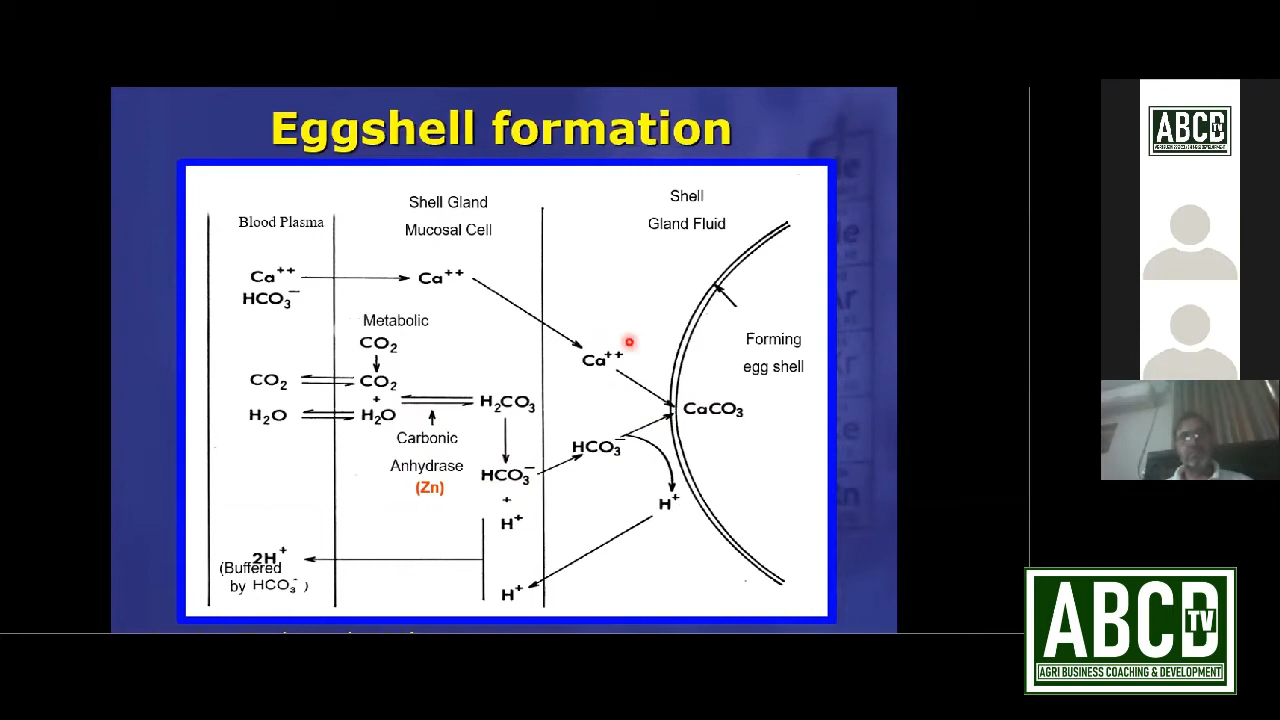 Eggshell formation
Blood Plasma
Shell Gland
Mucosal Cell
Shell
Gland Fluid
Ca⁺⁺
HCO₃⁻
Ca⁺⁺
Metabolic
CO₂
Ca⁺⁺
Forming
egg shell
CO₂
CO₂
+
H₂O
H₂O
H₂CO₃
CaCO₃
Carbonic
Anhydrase
(Zn)
HCO₃⁻
HCO₃⁻
+
H⁺
H⁺
2H⁺
(Buffered
by HCO₃⁻)
H⁺
ABCD
TV
ABCD
TV
AGRI BUSINESS COACHING & DEVELOPMENT